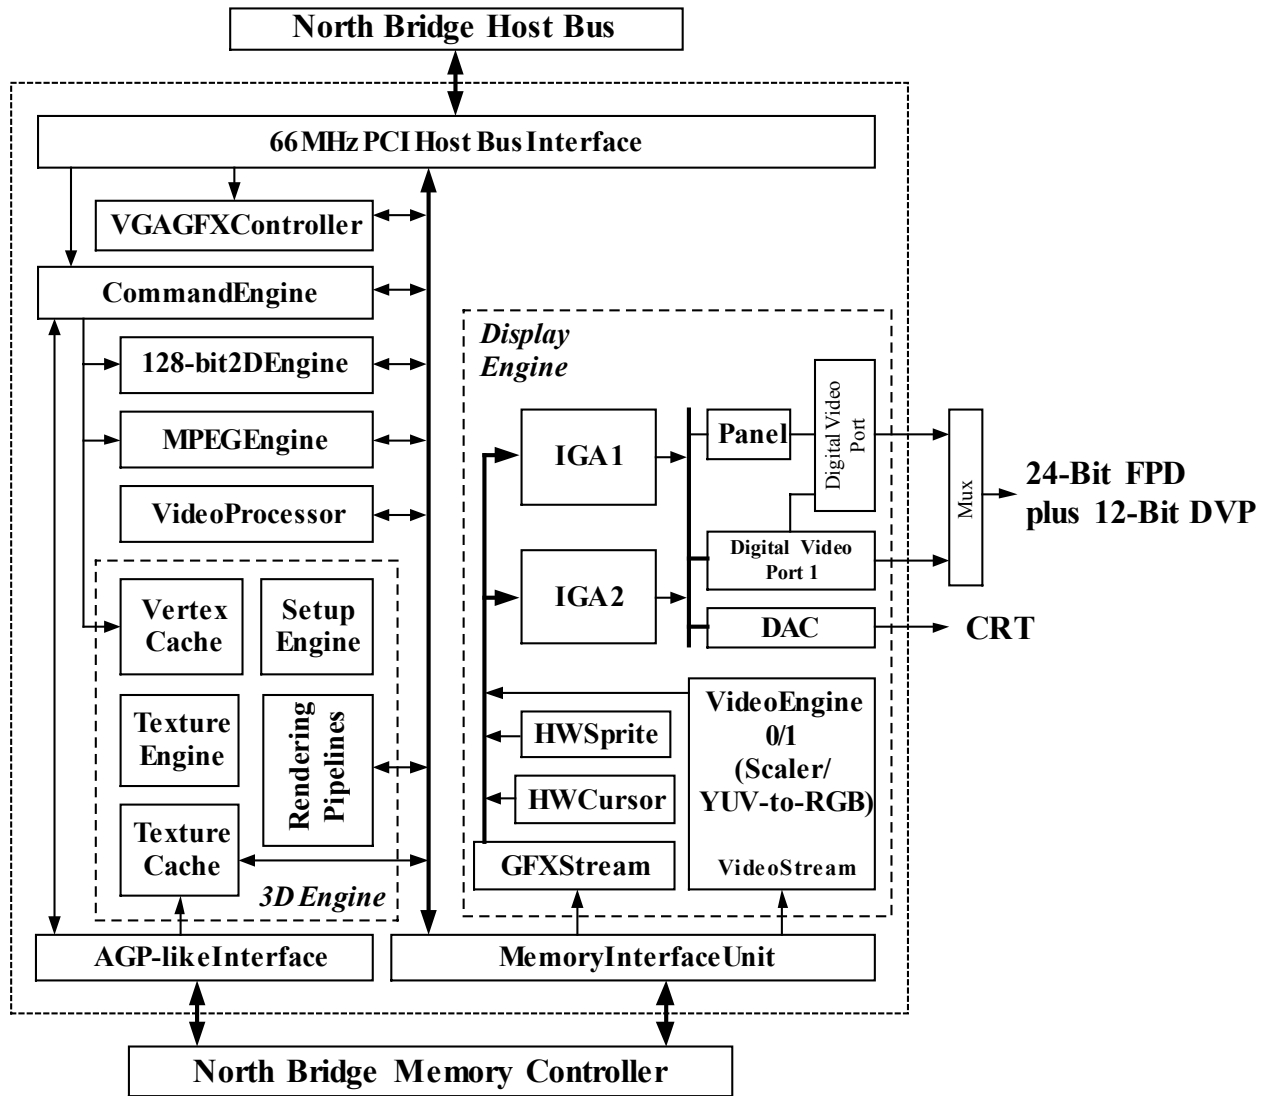 North Bridge Host Bus
66MHz PCI Host Bus Interface
VGAGFXController
CommandEngine
128-bit2DEngine
MPEGEngine
VideoProcessor
Vertex
Cache
Setup
Engine
Texture
Engine
Rendering
Pipelines
Texture
Cache
3D Engine
AGP-likeInterface
Display
Engine
IGA1
IGA2
Panel
Digital Video
Port
Digital Video
Port 1
DAC
Mux
24-Bit FPD
plus 12-Bit DVP
CRT
VideoEngine
0/1
(Scaler/
YUV-to-RGB)
VideoStream
HWSprite
HWCursor
GFXStream
MemoryInterfaceUnit
North Bridge Memory Controller